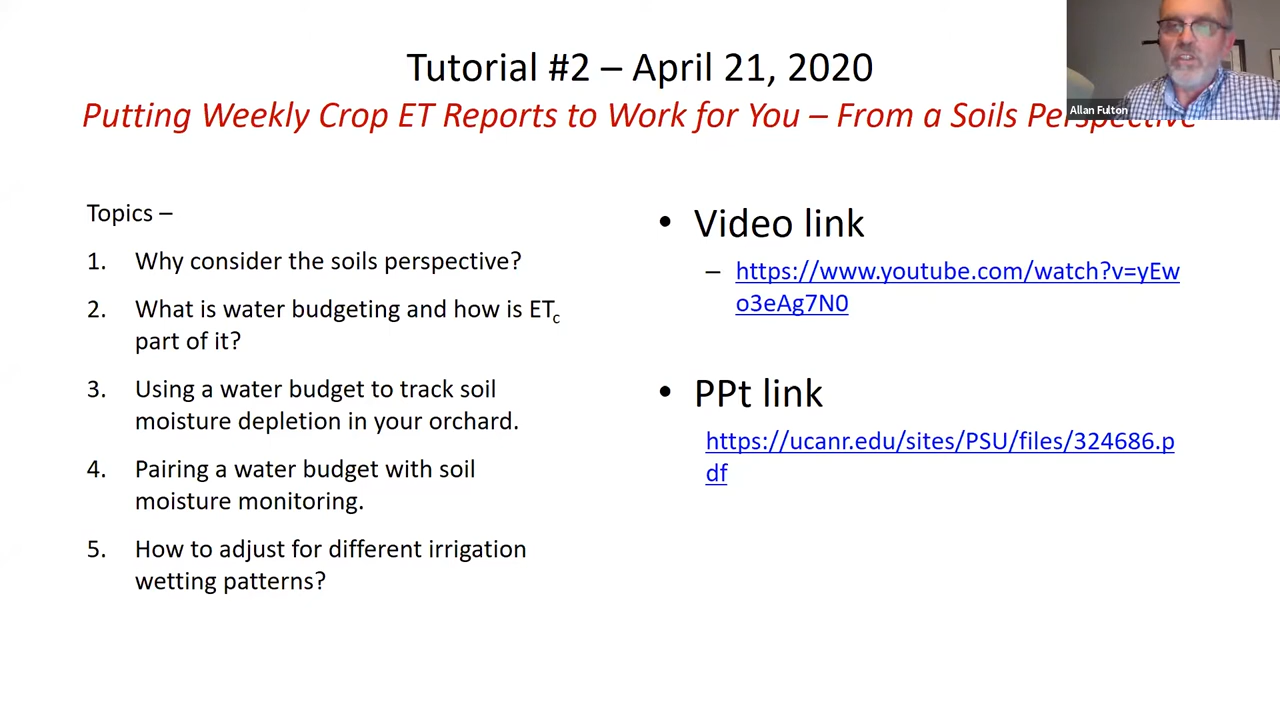 Tutorial #2 – April 21, 2020
Putting Weekly Crop ET Reports to Work for You – From a Soils Perspective
Allan Fulton
Topics –
1. Why consider the soils perspective?
2. What is water budgeting and how is ETc
part of it?
3. Using a water budget to track soil
moisture depletion in your orchard.
4. Pairing a water budget with soil
moisture monitoring.
5. How to adjust for different irrigation
wetting patterns?
• Video link
– https://www.youtube.com/watch?v=yEw
o3eAg7N0
• PPt link
https://ucanr.edu/sites/PSU/files/324686.p
df